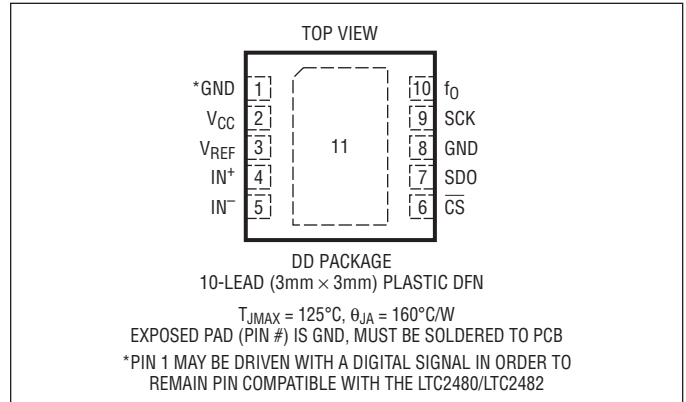 TOP VIEW
*GND 1
VCC 2
VREF 3
IN+ 4
IN− 5
11
10 fO
9 SCK
8 GND
7 SDO
6 C̅S̅
DD PACKAGE
10-LEAD (3mm × 3mm) PLASTIC DFN
TJMAX = 125°C, θJA = 160°C/W
EXPOSED PAD (PIN #) IS GND, MUST BE SOLDERED TO PCB
*PIN 1 MAY BE DRIVEN WITH A DIGITAL SIGNAL IN ORDER TO
REMAIN PIN COMPATIBLE WITH THE LTC2480/LTC2482